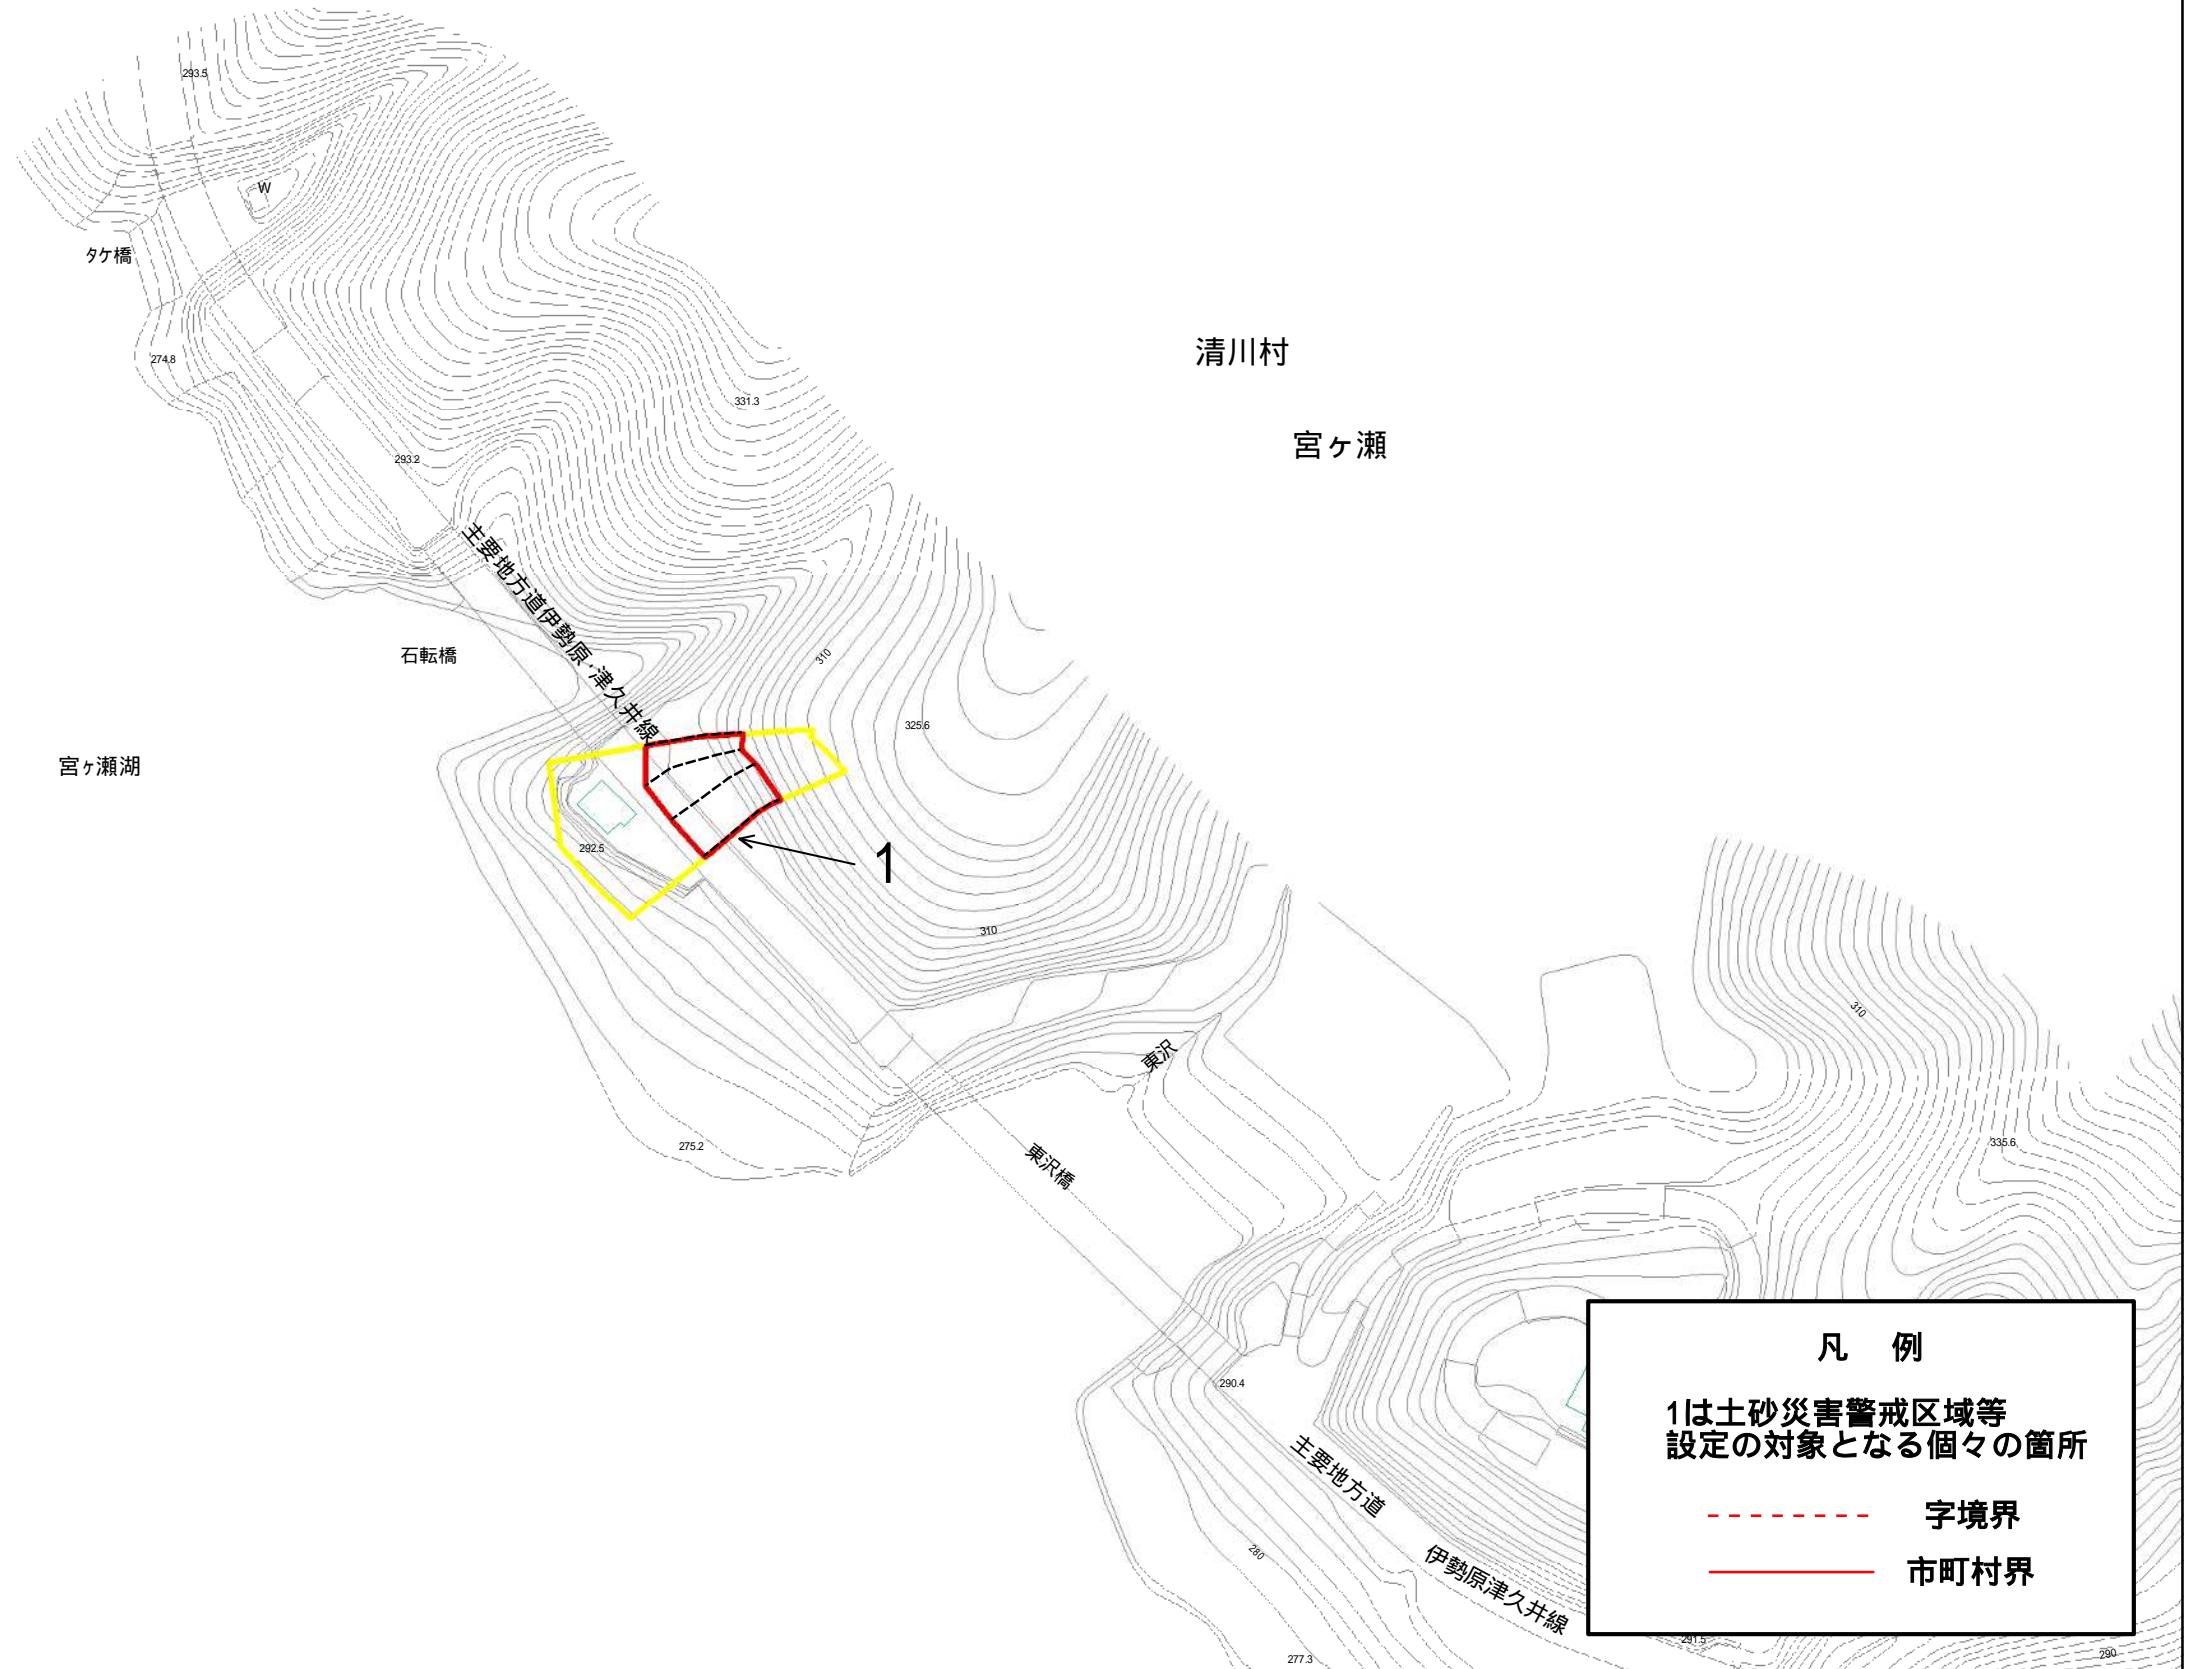 293.5
W
タケ橋
274.8
清川村
331.3
宮ヶ瀬
293.2
主要地方道伊勢原・津久井線
石転橋
310
325.6
宮ヶ瀬湖
292.5
1
310
310
東沢
275.2
東沢橋
335.6
290.4
主要地方道
伊勢原津久井線
280
277.3
291.5
290
凡 例
1は土砂災害警戒区域等
設定の対象となる個々の箇所
字境界
市町村界